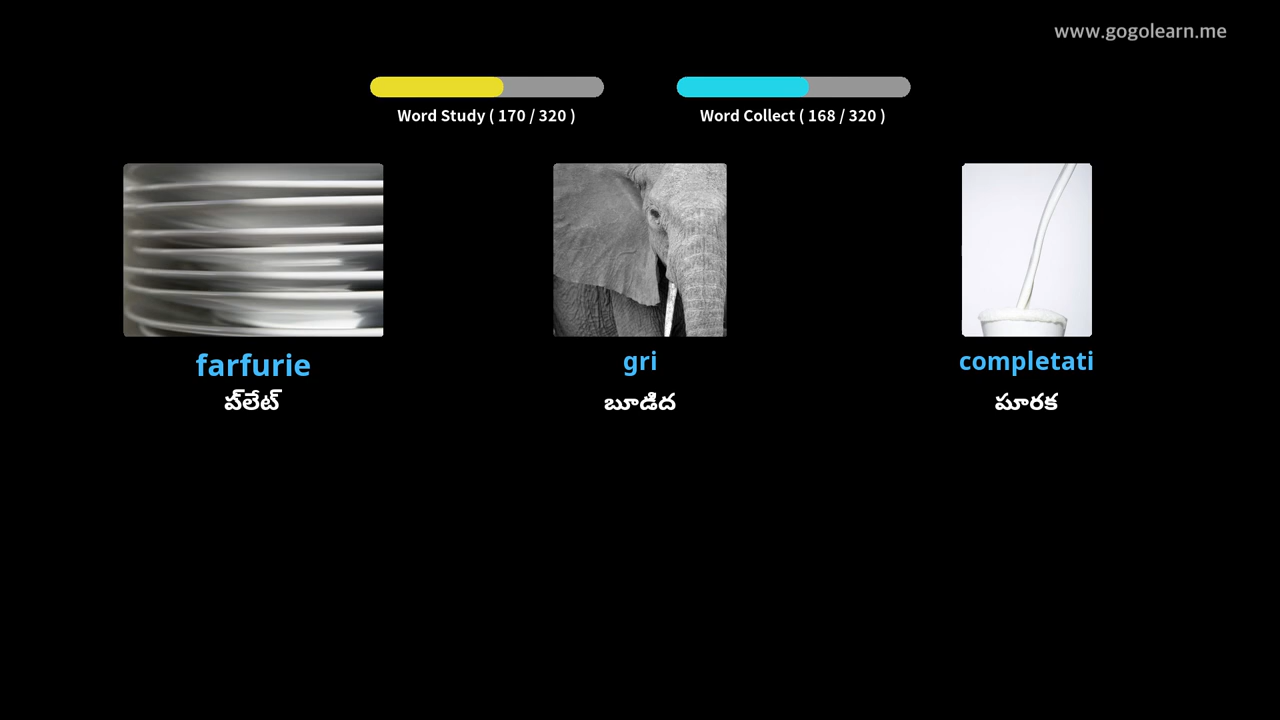 www.gogolearn.me
Word Study ( 170 / 320 )
Word Collect ( 168 / 320 )
farfurie
gri
completati
ప్లేట్
బూడిద
పూరక